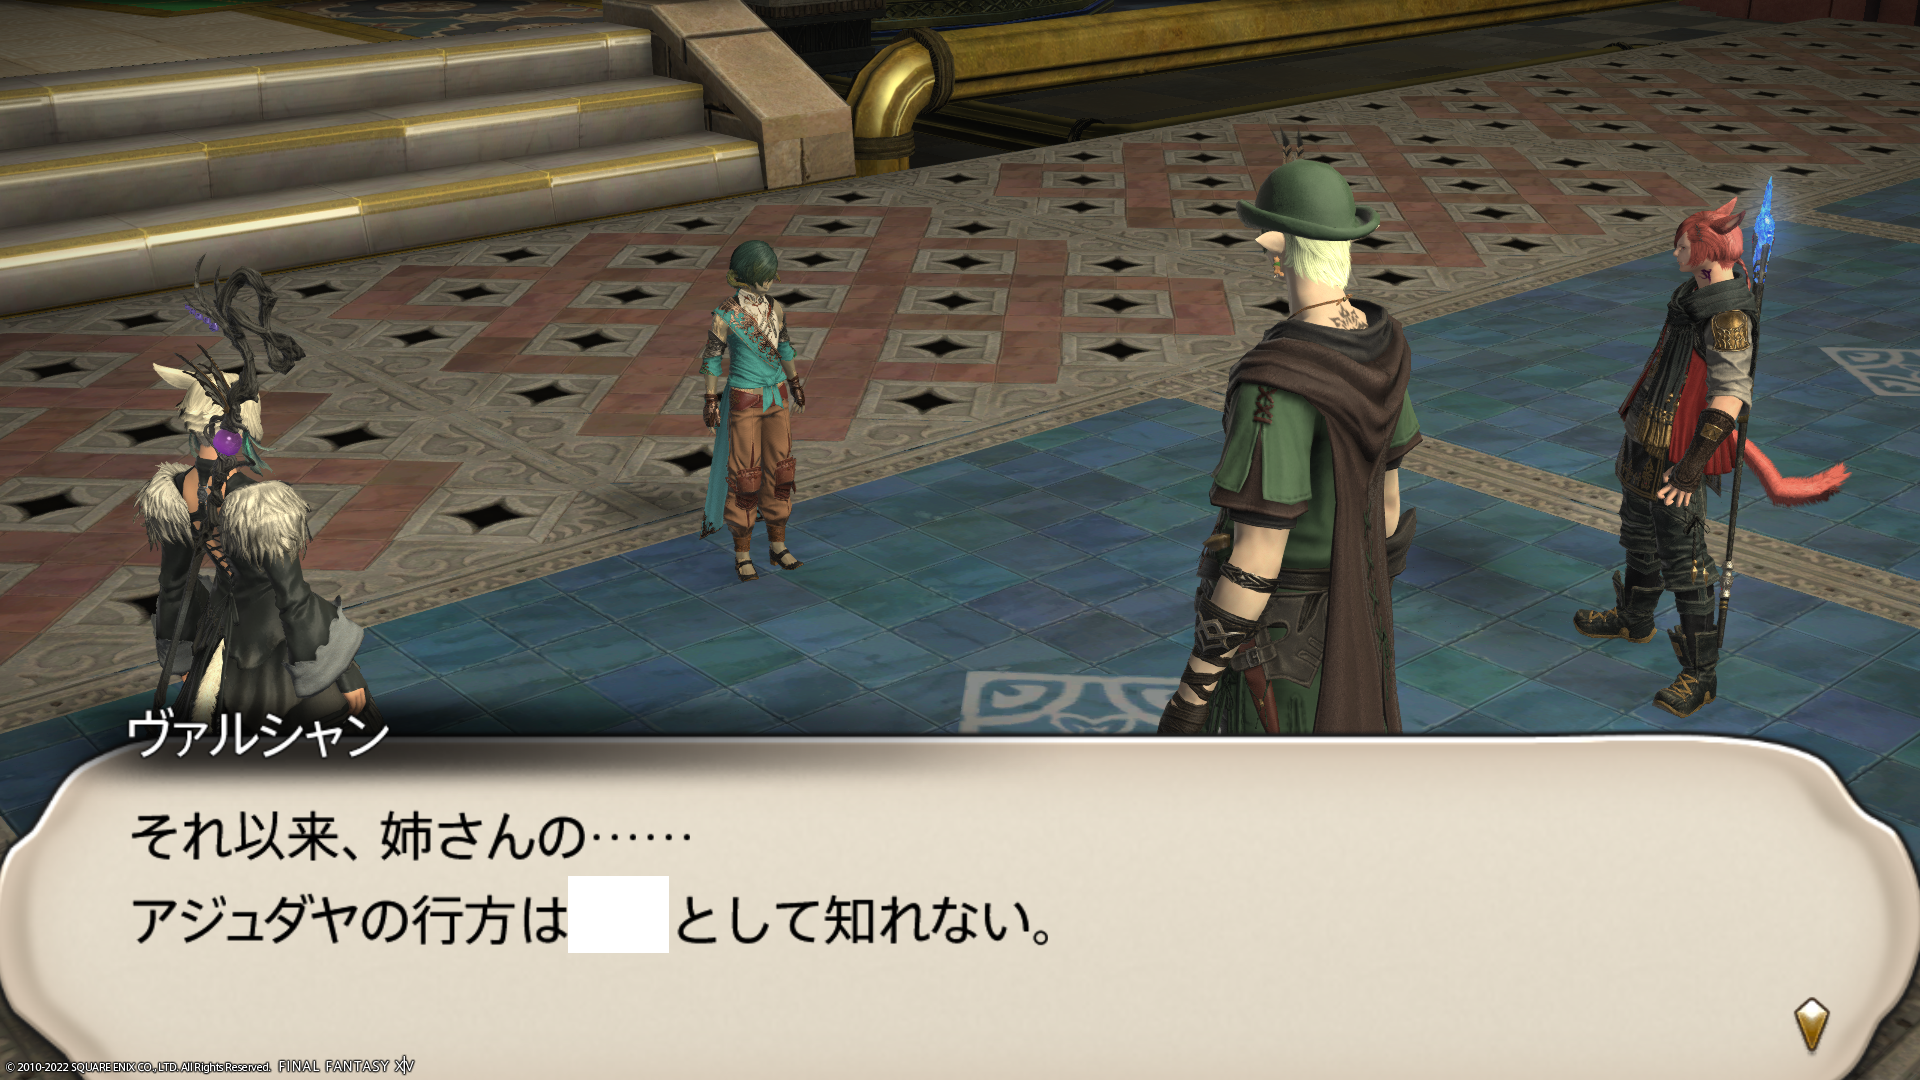 ヴァルシャン
それ以来、姉さんの……
アジュダヤの行方は として知れない。
© 2010-2022 SQUARE ENIX CO., LTD. All Rights Reserved. FINAL FANTASY XIV